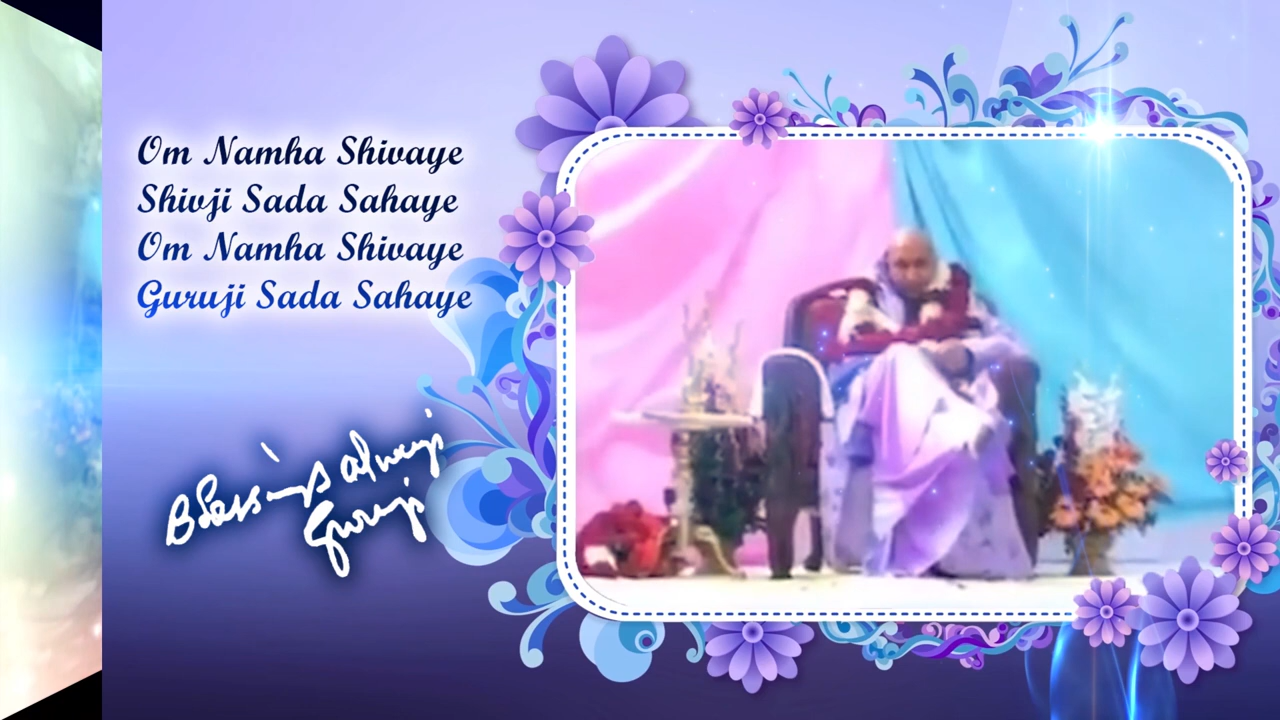 Om Namha Shivaye
Shivji Sada Sahaye
Om Namha Shivaye
Guruji Sada Sahaye
Blessings always
Guruji